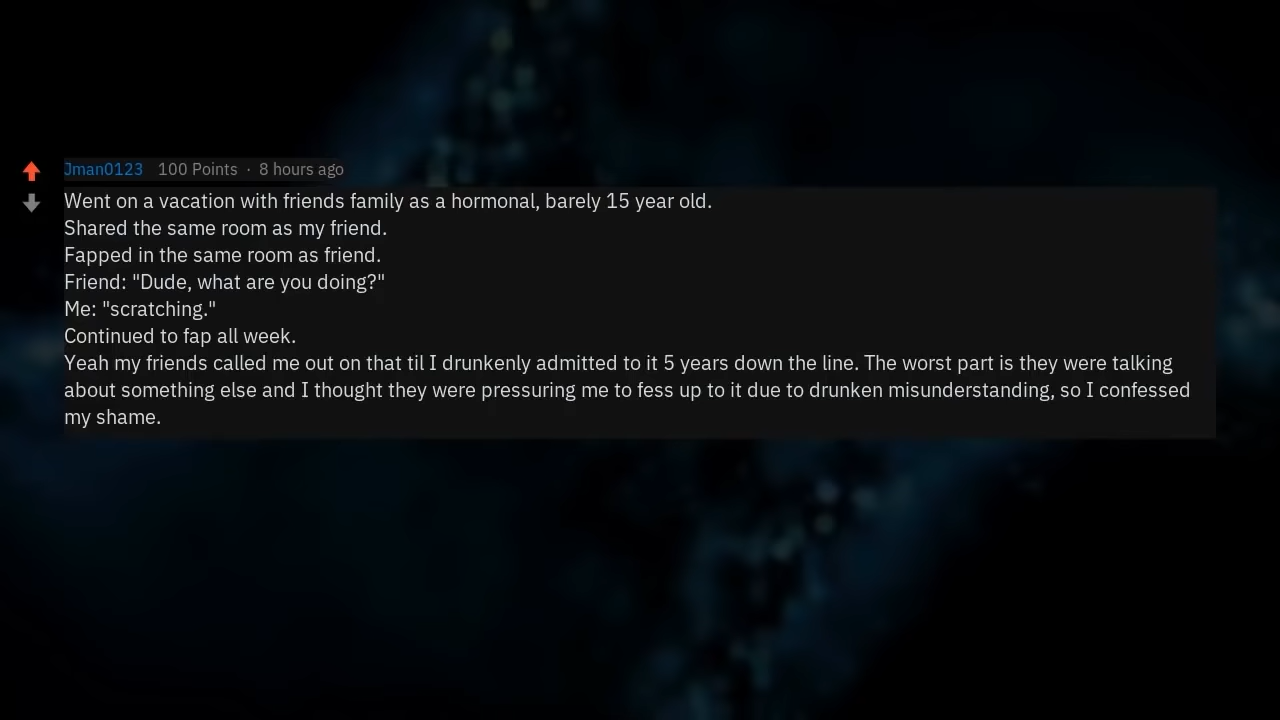 Jman0123 100 Points · 8 hours ago
Went on a vacation with friends family as a hormonal, barely 15 year old.
Shared the same room as my friend.
Fapped in the same room as friend.
Friend: "Dude, what are you doing?"
Me: "scratching."
Continued to fap all week.
Yeah my friends called me out on that til I drunkenly admitted to it 5 years down the line. The worst part is they were talking
about something else and I thought they were pressuring me to fess up to it due to drunken misunderstanding, so I confessed
my shame.